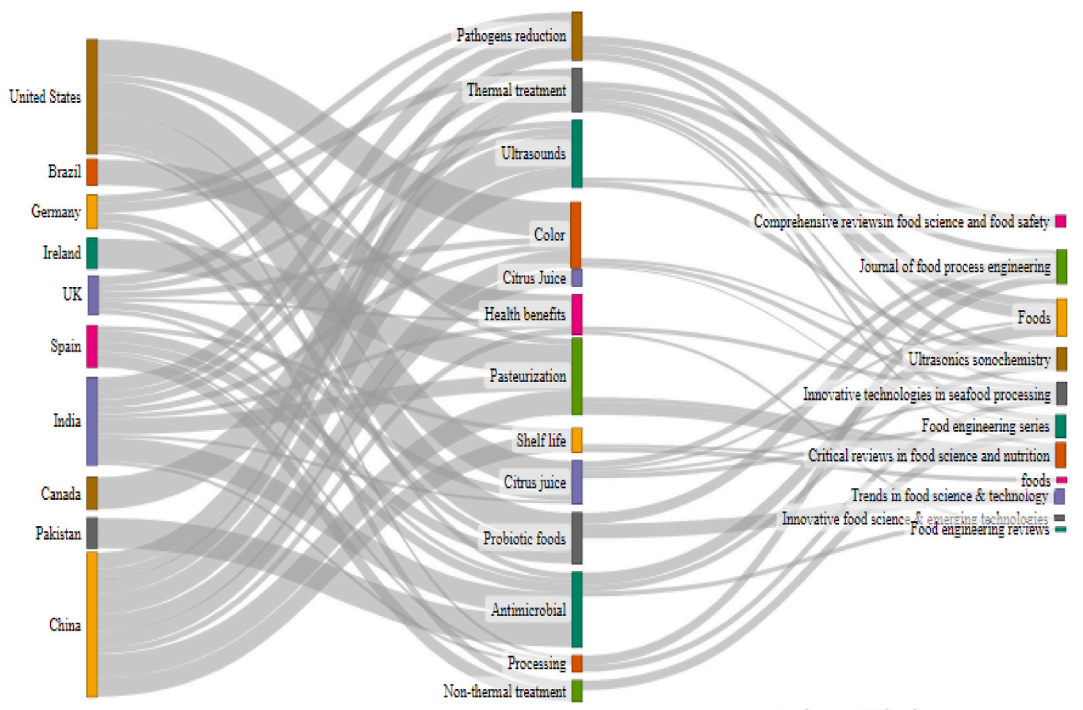 United States
Brazil
Germany
Ireland
UK
Spain
India
Canada
Pakistan
China
Pathogens reduction
Thermal treatment
Ultrasounds
Color
Citrus Juice
Health benefits
Pasteurization
Shelf life
Citrus juice
Probiotic foods
Antimicrobial
Processing
Non-thermal treatment
Comprehensive reviewsin food science and food safety
Journal of food process engineering
Foods
Ultrasonics sonochemistry
Innovative technologies in seafood processing
Food engineering series
Critical reviews in food science and nutrition
foods
Trends in food science & technology
Innovative food science & emerging technologies
Food engineering reviews